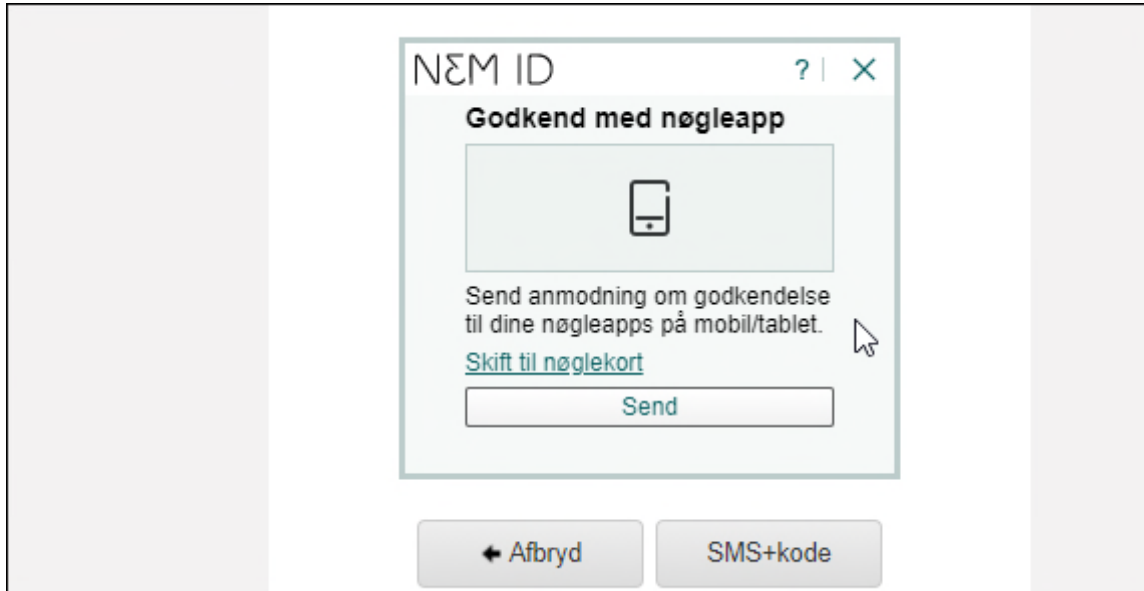 NEM ID ? X
Godkend med nøgleapp
Send anmodning om godkendelse
til dine nøgleapps på mobil/tablet.
Skift til nøglekort
Send
Afbryd SMS+kode